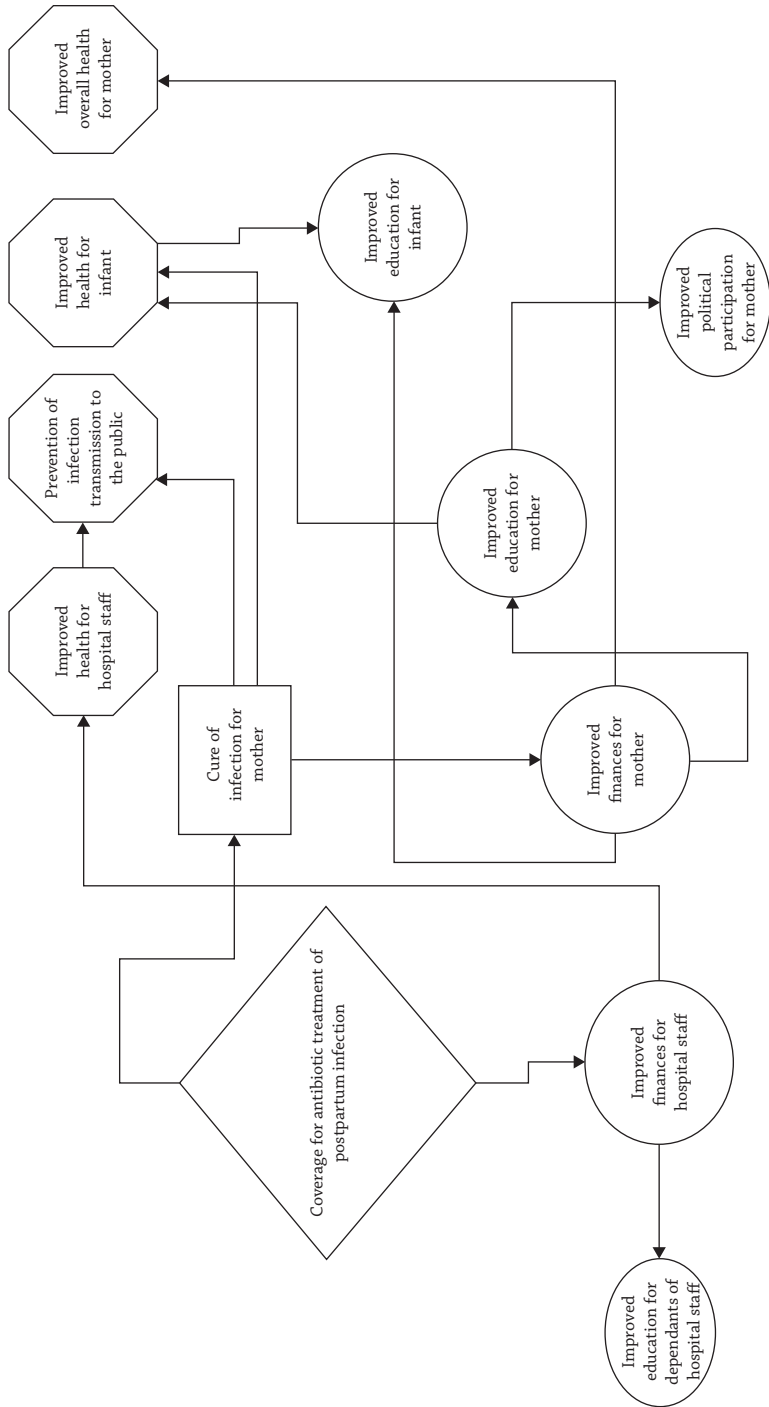 Improved
overall health
for mother
Improved
health for
infant
Prevention of
infection
transmission to
the public
Improved
health for
hospital staff
Improved
education for
infant
Cure of
infection for
mother
Improved
education for
mother
Improved
political
participation
for mother
Improved
finances for
mother
Coverage for antibiotic treatment of
postpartum infection
Improved
finances for
hospital staff
Improved
education for
dependants of
hospital staff